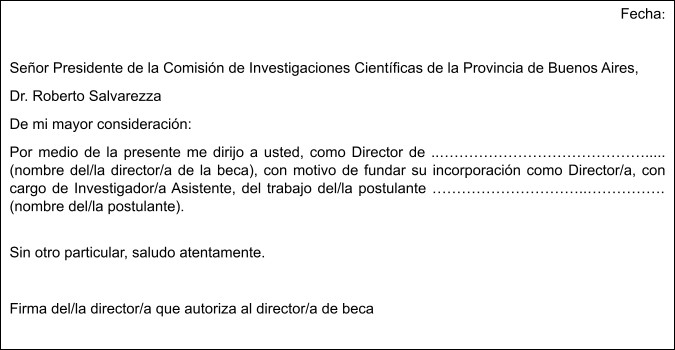 Fecha:
Señor Presidente de la Comisión de Investigaciones Científicas de la Provincia de Buenos Aires,
Dr. Roberto Salvarezza
De mi mayor consideración:
Por medio de la presente me dirijo a usted, como Director de ..……………………………………….....
(nombre del/la director/a de la beca), con motivo de fundar su incorporación como Director/a, con
cargo de Investigador/a Asistente, del trabajo del/la postulante …………………………..……………
(nombre del/la postulante).
Sin otro particular, saludo atentamente.
Firma del/la director/a que autoriza al director/a de beca